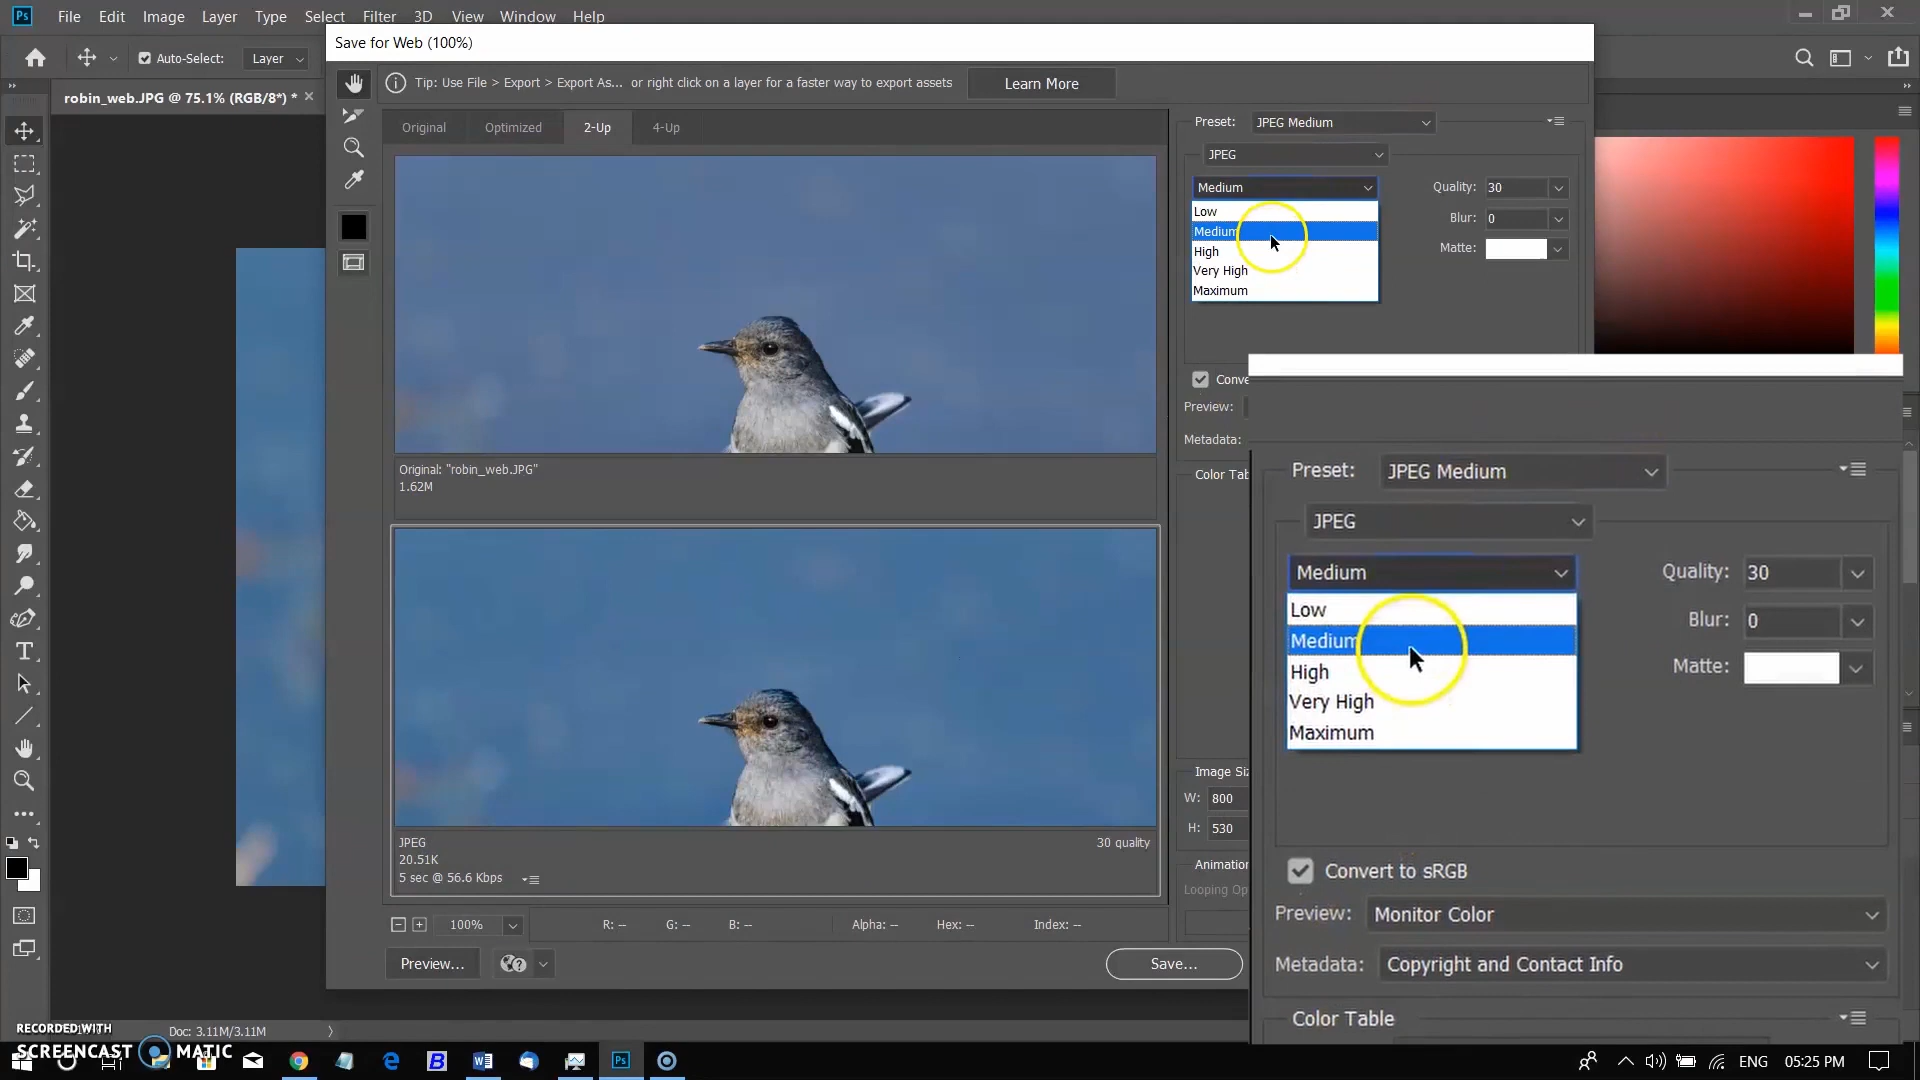 Ps File Edit Image Layer Type Select Filter 3D View Window Help
Save for Web (100%)
Auto-Select: Layer
Tip: Use File > Export > Export As... or right click on a layer for a faster way to export assets Learn More
robin_web.JPG @ 75.1% (RGB/8*) *
Original Optimized 2-Up 4-Up
Preset: JPEG Medium
JPEG
Medium
Quality: 30
Low
Blur: 0
Medium
Matte:
High
Very High
Maximum
Conve
Preview:
Metadata:
Color Tab
Original: "robin_web.JPG"
1.62M
Preset: JPEG Medium
JPEG
Medium
Quality: 30
Low
Blur: 0
Medium
Matte:
High
Very High
Maximum
Convert to sRGB
Preview: Monitor Color
Metadata: Copyright and Contact Info
Color Table
Image Siz
W: 800
H: 530
Animation
Looping Op
JPEG 30 quality
20.51K
5 sec @ 56.6 Kbps
100% R: -- G: -- B: -- Alpha: -- Hex: -- Index: --
Preview... Save...
Doc: 3.11M/3.11M
RECORDED WITH
SCREENCAST MATIC
ENG 05:25 PM